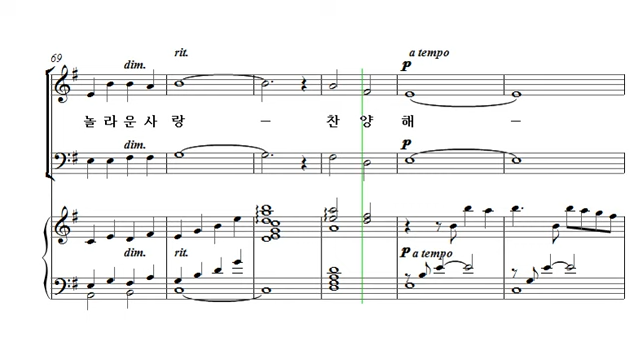 69
dim.
rit.
a tempo
p
놀 라 운 사 랑 – 찬 양 해 –
dim.
p
dim.
rit.
p a tempo